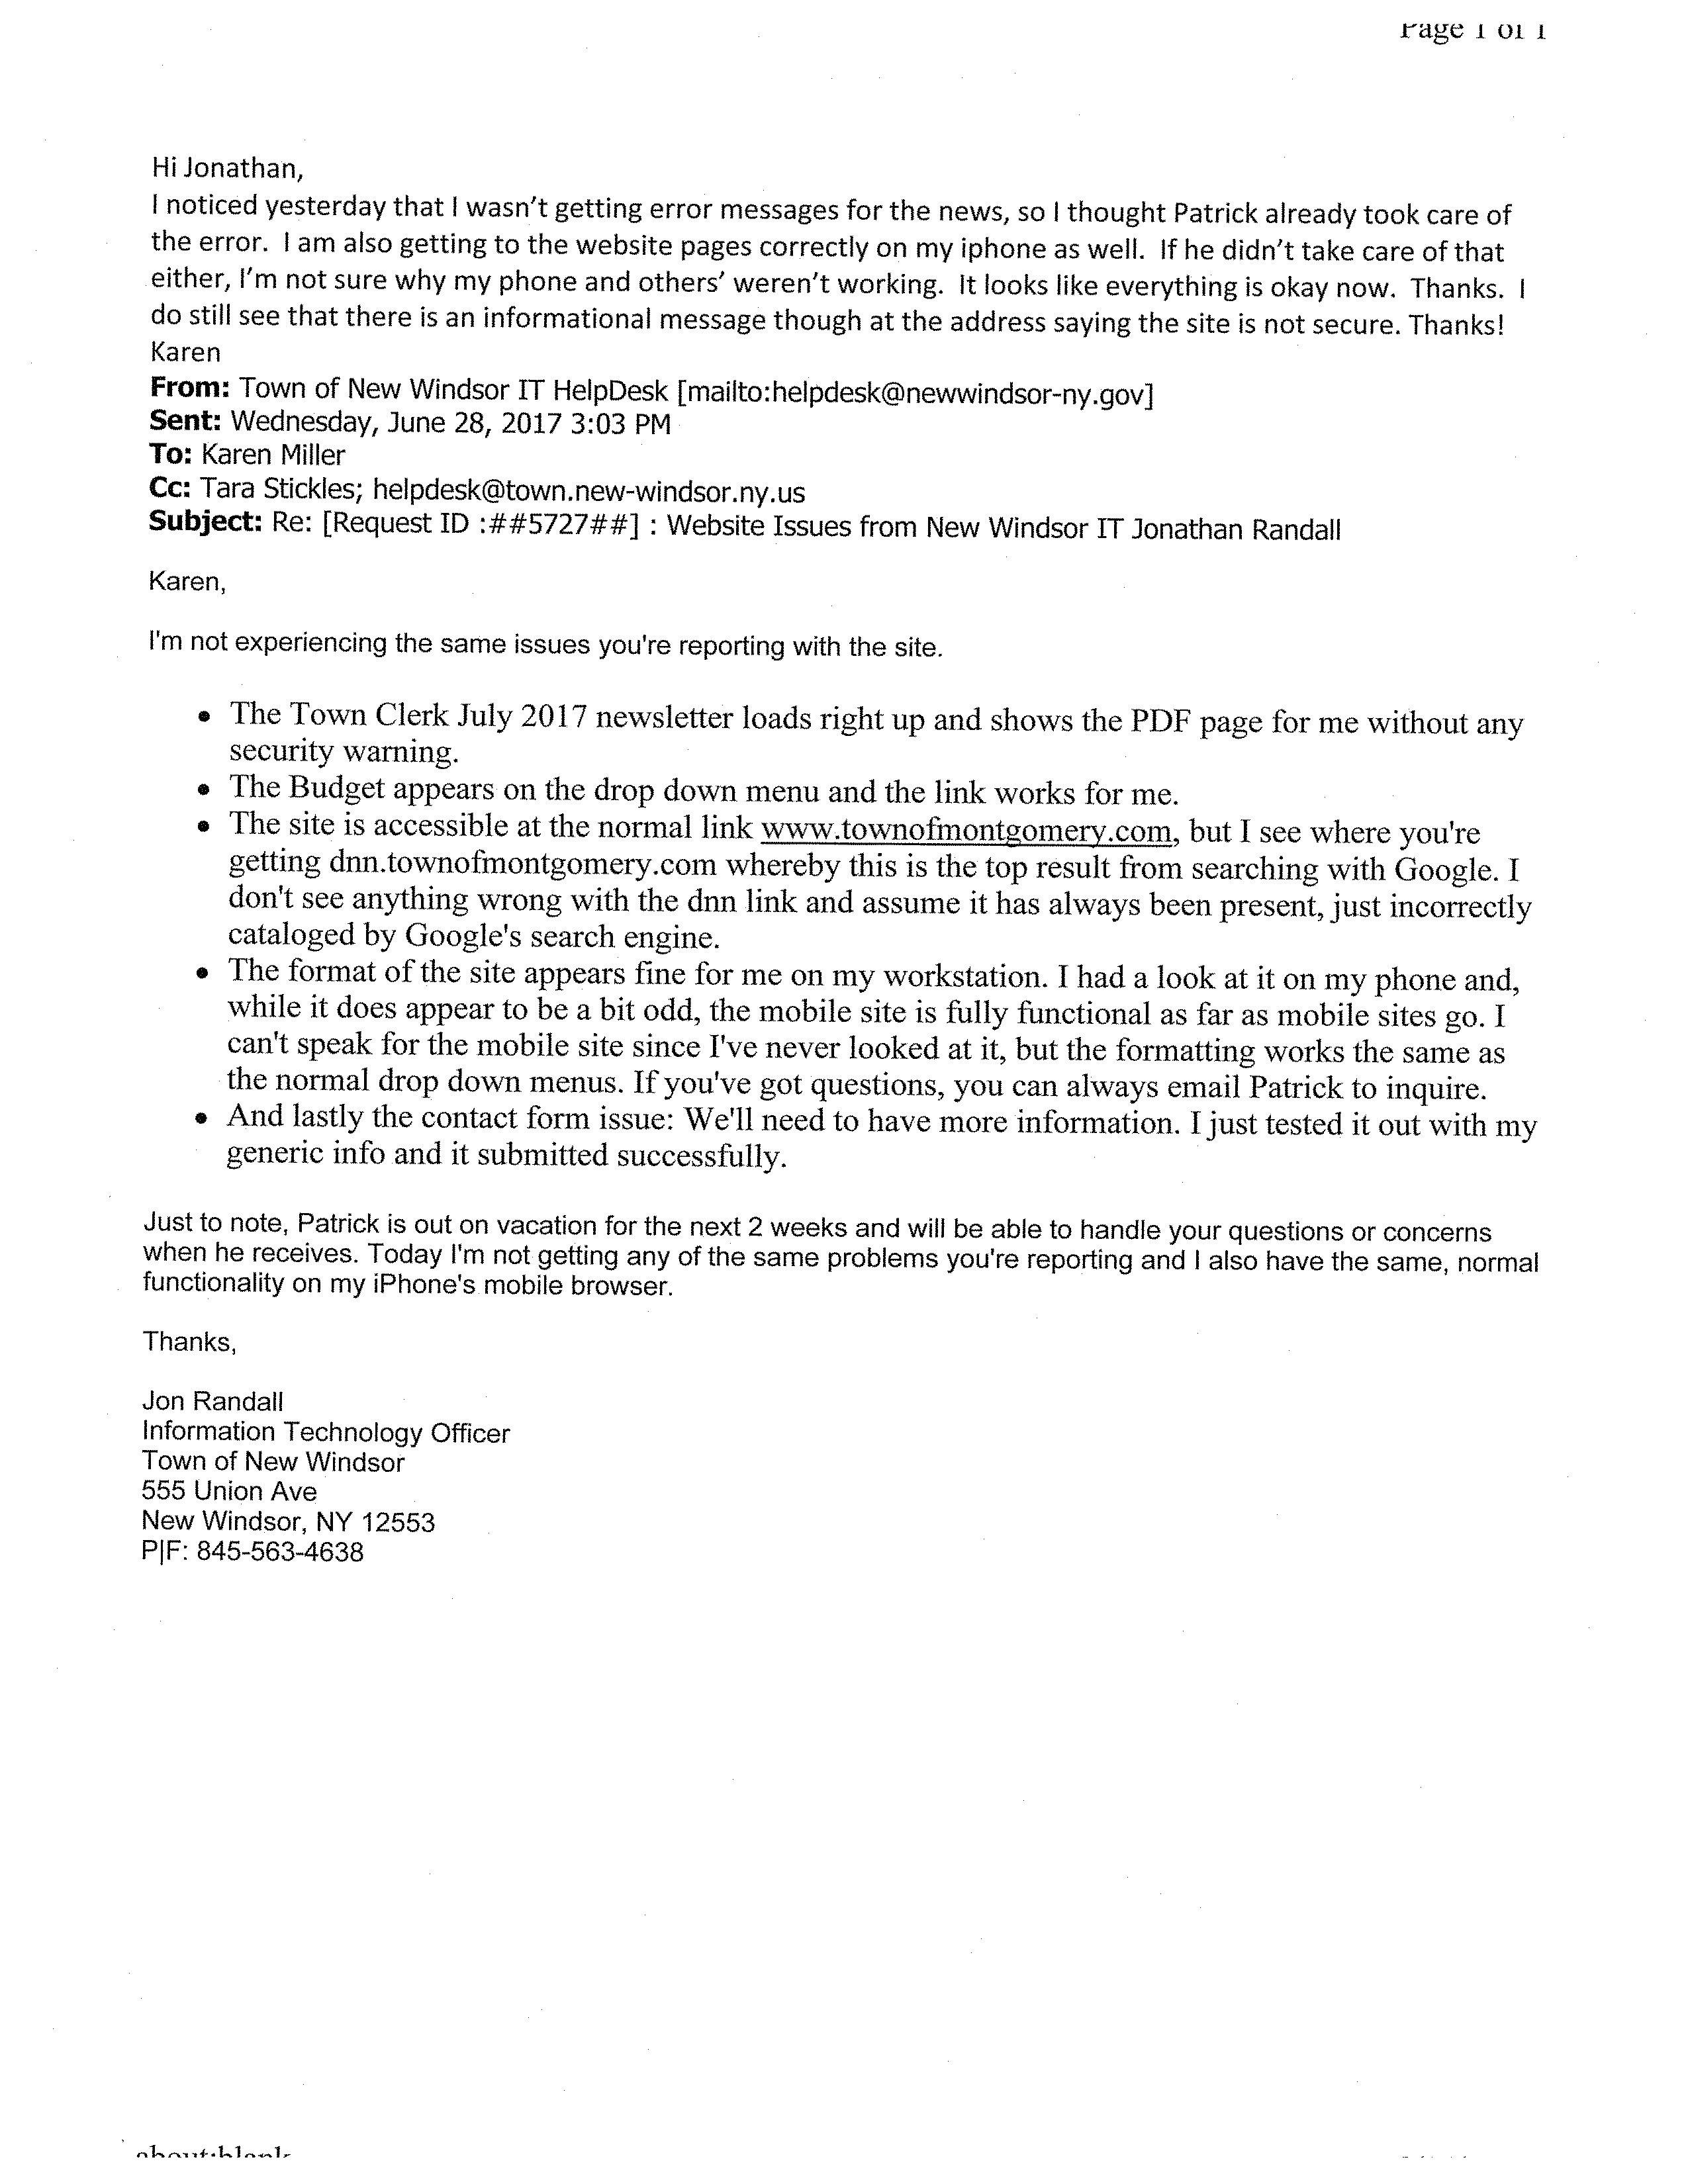 Page 1 of 1
Hi Jonathan,
I noticed yesterday that I wasn't getting error messages for the news, so I thought Patrick already took care of
the error.  I am also getting to the website pages correctly on my iphone as well.  If he didn't take care of that
either, I'm not sure why my phone and others' weren't working.  It looks like everything is okay now.  Thanks.  I
do still see that there is an informational message though at the address saying the site is not secure. Thanks!
Karen
From: Town of New Windsor IT HelpDesk [mailto:helpdesk@newwindsor-ny.gov]
Sent: Wednesday, June 28, 2017 3:03 PM
To: Karen Miller
Cc: Tara Stickles; helpdesk@town.new-windsor.ny.us
Subject: Re: [Request ID :##5727##] : Website Issues from New Windsor IT Jonathan Randall
Karen,
I'm not experiencing the same issues you're reporting with the site.
• The Town Clerk July 2017 newsletter loads right up and shows the PDF page for me without any
security warning.
• The Budget appears on the drop down menu and the link works for me.
• The site is accessible at the normal link www.townofmontgomery.com, but I see where you're
getting dnn.townofmontgomery.com whereby this is the top result from searching with Google. I
don't see anything wrong with the dnn link and assume it has always been present, just incorrectly
cataloged by Google's search engine.
• The format of the site appears fine for me on my workstation. I had a look at it on my phone and,
while it does appear to be a bit odd, the mobile site is fully functional as far as mobile sites go. I
can't speak for the mobile site since I've never looked at it, but the formatting works the same as
the normal drop down menus. If you've got questions, you can always email Patrick to inquire.
• And lastly the contact form issue: We'll need to have more information. I just tested it out with my
generic info and it submitted successfully.
Just to note, Patrick is out on vacation for the next 2 weeks and will be able to handle your questions or concerns
when he receives. Today I'm not getting any of the same problems you're reporting and I also have the same, normal
functionality on my iPhone's mobile browser.
Thanks,
Jon Randall
Information Technology Officer
Town of New Windsor
555 Union Ave
New Windsor, NY 12553
P|F: 845-563-4638
about:blank